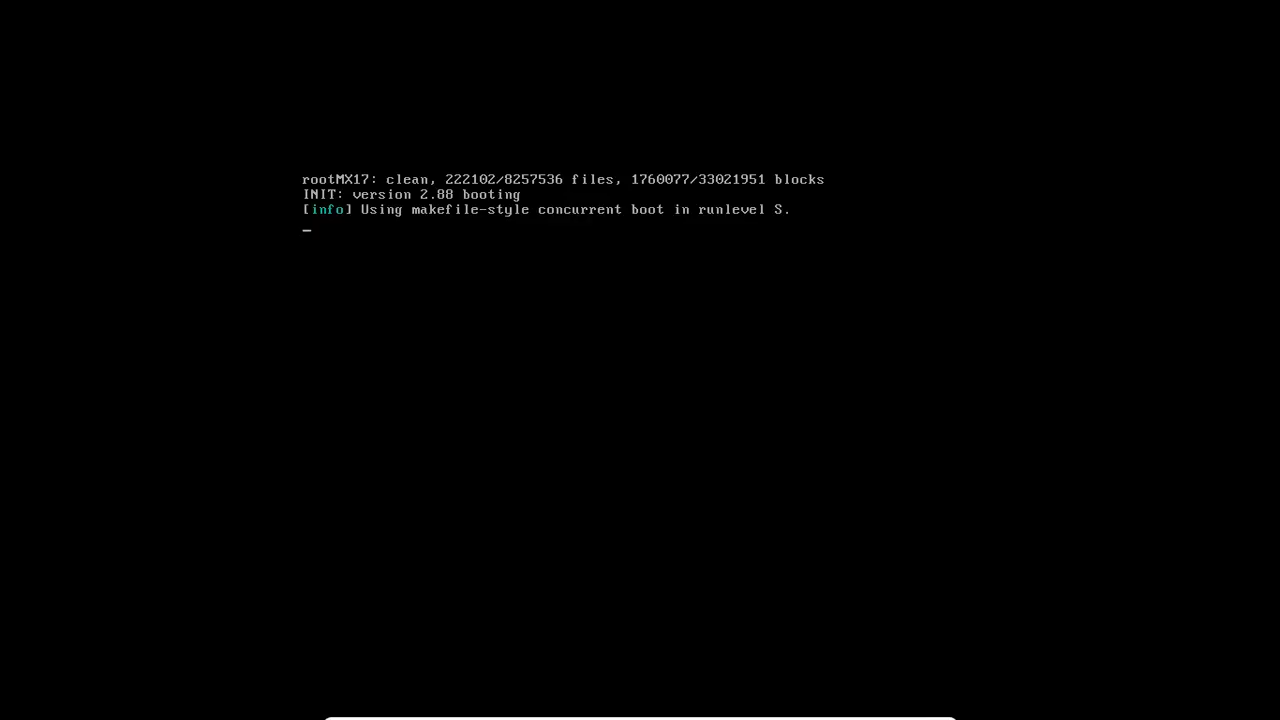 rootMX17: clean, 222102/8257536 files, 1760077/33021951 blocks
INIT: version 2.88 booting
[info] Using makefile-style concurrent boot in runlevel S.